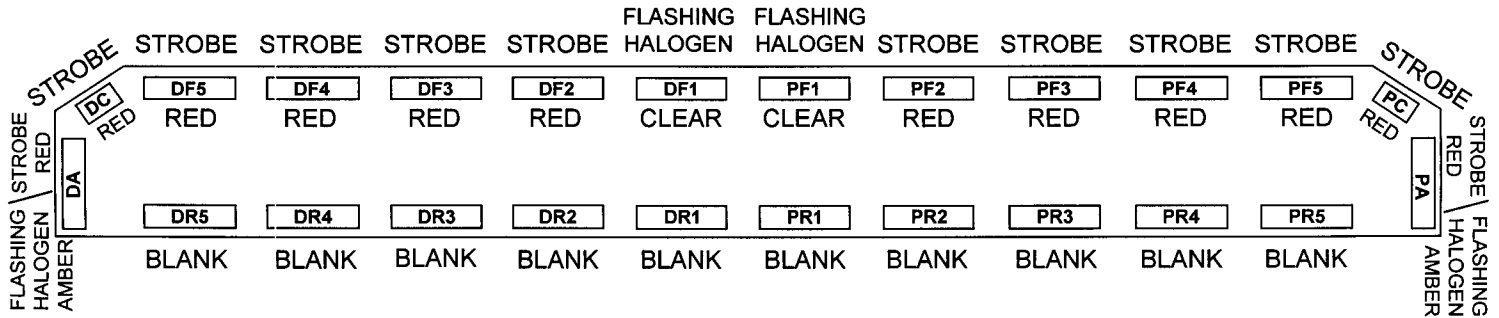 FLASHING FLASHING
STROBE STROBE STROBE STROBE HALOGEN HALOGEN STROBE STROBE STROBE STROBE
STROBE STROBE
DC DF5 DF4 DF3 DF2 DF1 PF1 PF2 PF3 PF4 PF5 PC
RED RED RED RED RED CLEAR CLEAR RED RED RED RED RED
FLASHING / STROBE
HALOGEN / RED
AMBER
DA
STROBE / FLASHING
RED / HALOGEN
AMBER
PA
DR5 DR4 DR3 DR2 DR1 PR1 PR2 PR3 PR4 PR5
BLANK BLANK BLANK BLANK BLANK BLANK BLANK BLANK BLANK BLANK